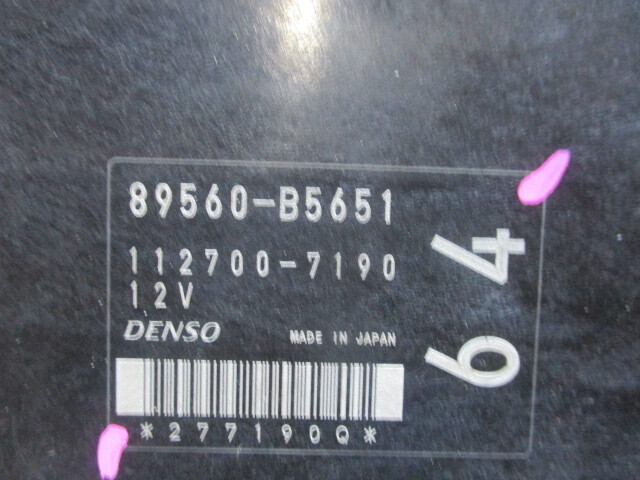 89560-B5651
112700-7190
12V
DENSO MADE IN JAPAN
*277190Q*
64